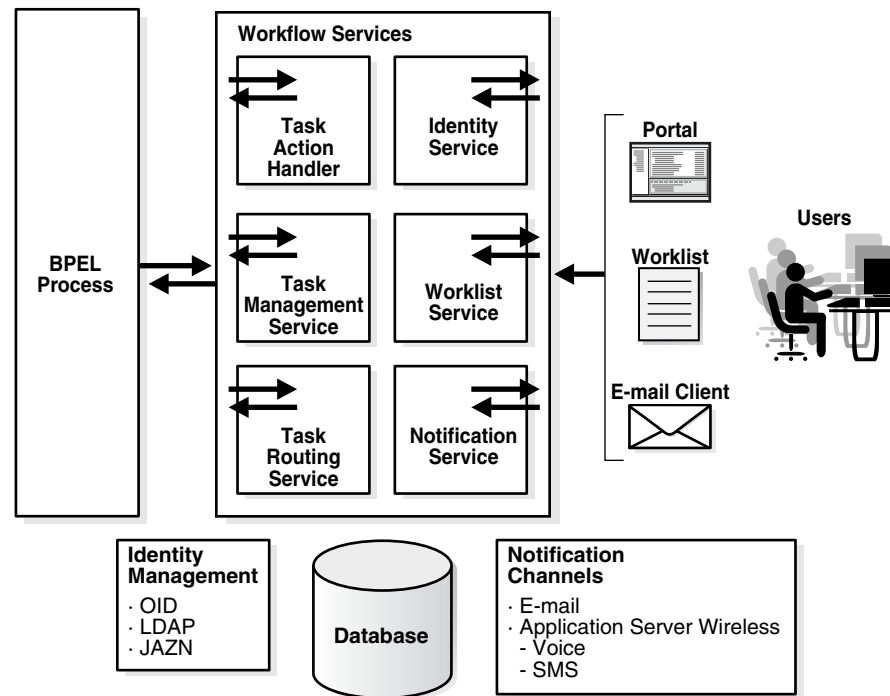 Workflow Services
Task
Action
Handler
Identity
Service
BPEL
Process
Task
Management
Service
Worklist
Service
Task
Routing
Service
Notification
Service
Portal
Worklist
E-mail Client
Users
Identity
Management
· OID
· LDAP
· JAZN
Database
Notification
Channels
· E-mail
· Application Server Wireless
- Voice
- SMS